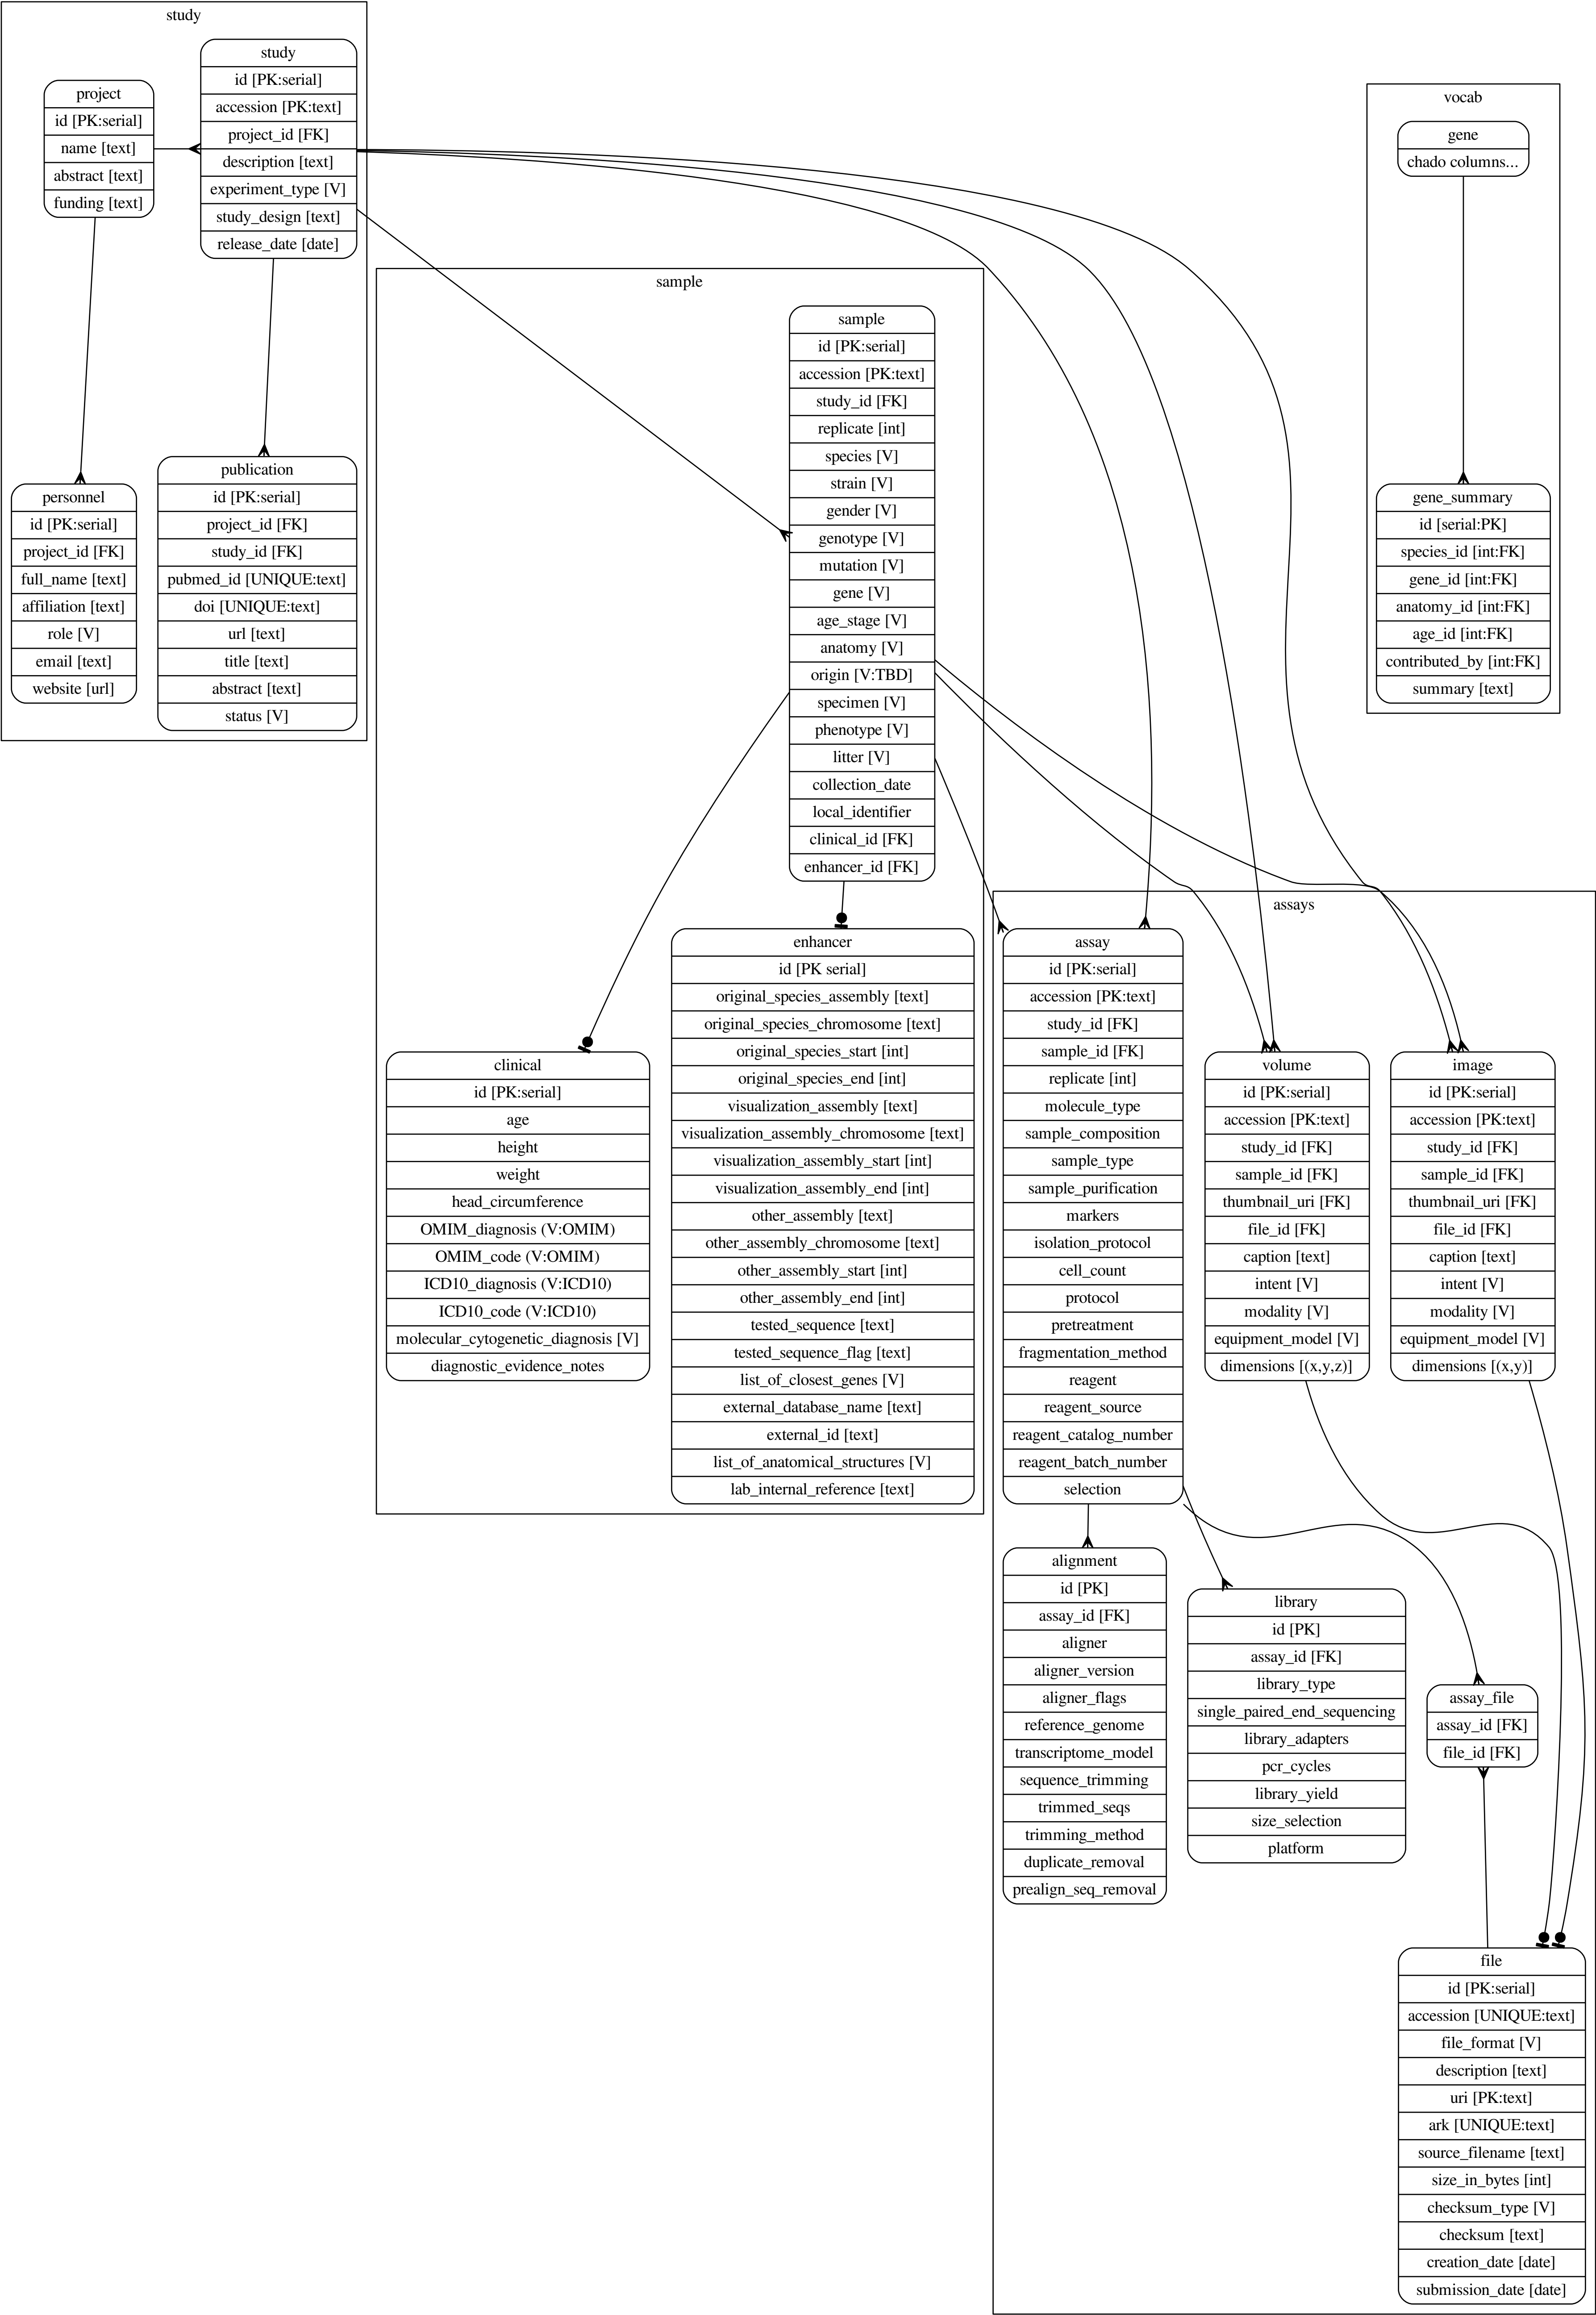 study
project
id [PK:serial]
name [text]
abstract [text]
funding [text]
study
id [PK:serial]
accession [PK:text]
project_id [FK]
description [text]
experiment_type [V]
study_design [text]
release_date [date]
personnel
id [PK:serial]
project_id [FK]
full_name [text]
affiliation [text]
role [V]
email [text]
website [url]
publication
id [PK:serial]
project_id [FK]
study_id [FK]
pubmed_id [UNIQUE:text]
doi [UNIQUE:text]
url [text]
title [text]
abstract [text]
status [V]
vocab
gene
chado columns...
gene_summary
id [serial:PK]
species_id [int:FK]
gene_id [int:FK]
anatomy_id [int:FK]
age_id [int:FK]
contributed_by [int:FK]
summary [text]
sample
sample
id [PK:serial]
accession [PK:text]
study_id [FK]
replicate [int]
species [V]
strain [V]
gender [V]
genotype [V]
mutation [V]
gene [V]
age_stage [V]
anatomy [V]
origin [V:TBD]
specimen [V]
phenotype [V]
litter [V]
collection_date
local_identifier
clinical_id [FK]
enhancer_id [FK]
clinical
id [PK:serial]
age
height
weight
head_circumference
OMIM_diagnosis (V:OMIM)
OMIM_code (V:OMIM)
ICD10_diagnosis (V:ICD10)
ICD10_code (V:ICD10)
molecular_cytogenetic_diagnosis [V]
diagnostic_evidence_notes
enhancer
id [PK serial]
original_species_assembly [text]
original_species_chromosome [text]
original_species_start [int]
original_species_end [int]
visualization_assembly [text]
visualization_assembly_chromosome [text]
visualization_assembly_start [int]
visualization_assembly_end [int]
other_assembly [text]
other_assembly_chromosome [text]
other_assembly_start [int]
other_assembly_end [int]
tested_sequence [text]
tested_sequence_flag [text]
list_of_closest_genes [V]
external_database_name [text]
external_id [text]
list_of_anatomical_structures [V]
lab_internal_reference [text]
assays
assay
id [PK:serial]
accession [PK:text]
study_id [FK]
sample_id [FK]
replicate [int]
molecule_type
sample_composition
sample_type
sample_purification
markers
isolation_protocol
cell_count
protocol
pretreatment
fragmentation_method
reagent
reagent_source
reagent_catalog_number
reagent_batch_number
selection
volume
id [PK:serial]
accession [PK:text]
study_id [FK]
sample_id [FK]
thumbnail_uri [FK]
file_id [FK]
caption [text]
intent [V]
modality [V]
equipment_model [V]
dimensions [(x,y,z)]
image
id [PK:serial]
accession [PK:text]
study_id [FK]
sample_id [FK]
thumbnail_uri [FK]
file_id [FK]
caption [text]
intent [V]
modality [V]
equipment_model [V]
dimensions [(x,y)]
alignment
id [PK]
assay_id [FK]
aligner
aligner_version
aligner_flags
reference_genome
transcriptome_model
sequence_trimming
trimmed_seqs
trimming_method
duplicate_removal
prealign_seq_removal
library
id [PK]
assay_id [FK]
library_type
single_paired_end_sequencing
library_adapters
pcr_cycles
library_yield
size_selection
platform
assay_file
assay_id [FK]
file_id [FK]
file
id [PK:serial]
accession [UNIQUE:text]
file_format [V]
description [text]
uri [PK:text]
ark [UNIQUE:text]
source_filename [text]
size_in_bytes [int]
checksum_type [V]
checksum [text]
creation_date [date]
submission_date [date]